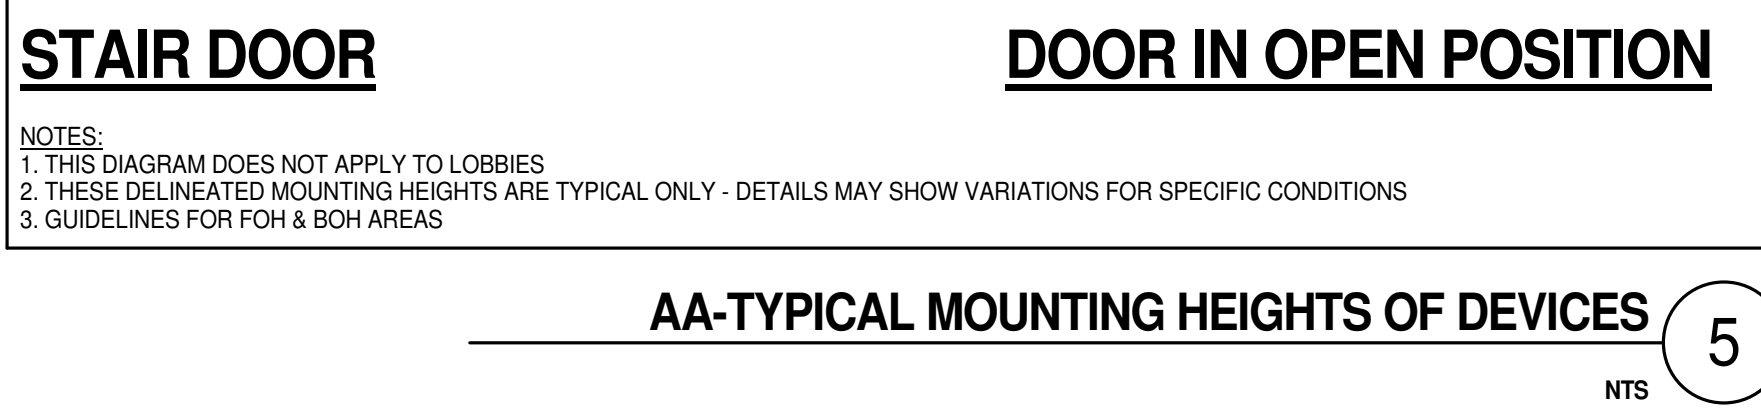 STAIR DOOR
DOOR IN OPEN POSITION
NOTES:
1. THIS DIAGRAM DOES NOT APPLY TO LOBBIES
2. THESE DELINEATED MOUNTING HEIGHTS ARE TYPICAL ONLY - DETAILS MAY SHOW VARIATIONS FOR SPECIFIC CONDITIONS
3. GUIDELINES FOR FOH & BOH AREAS
AA-TYPICAL MOUNTING HEIGHTS OF DEVICES
5
NTS